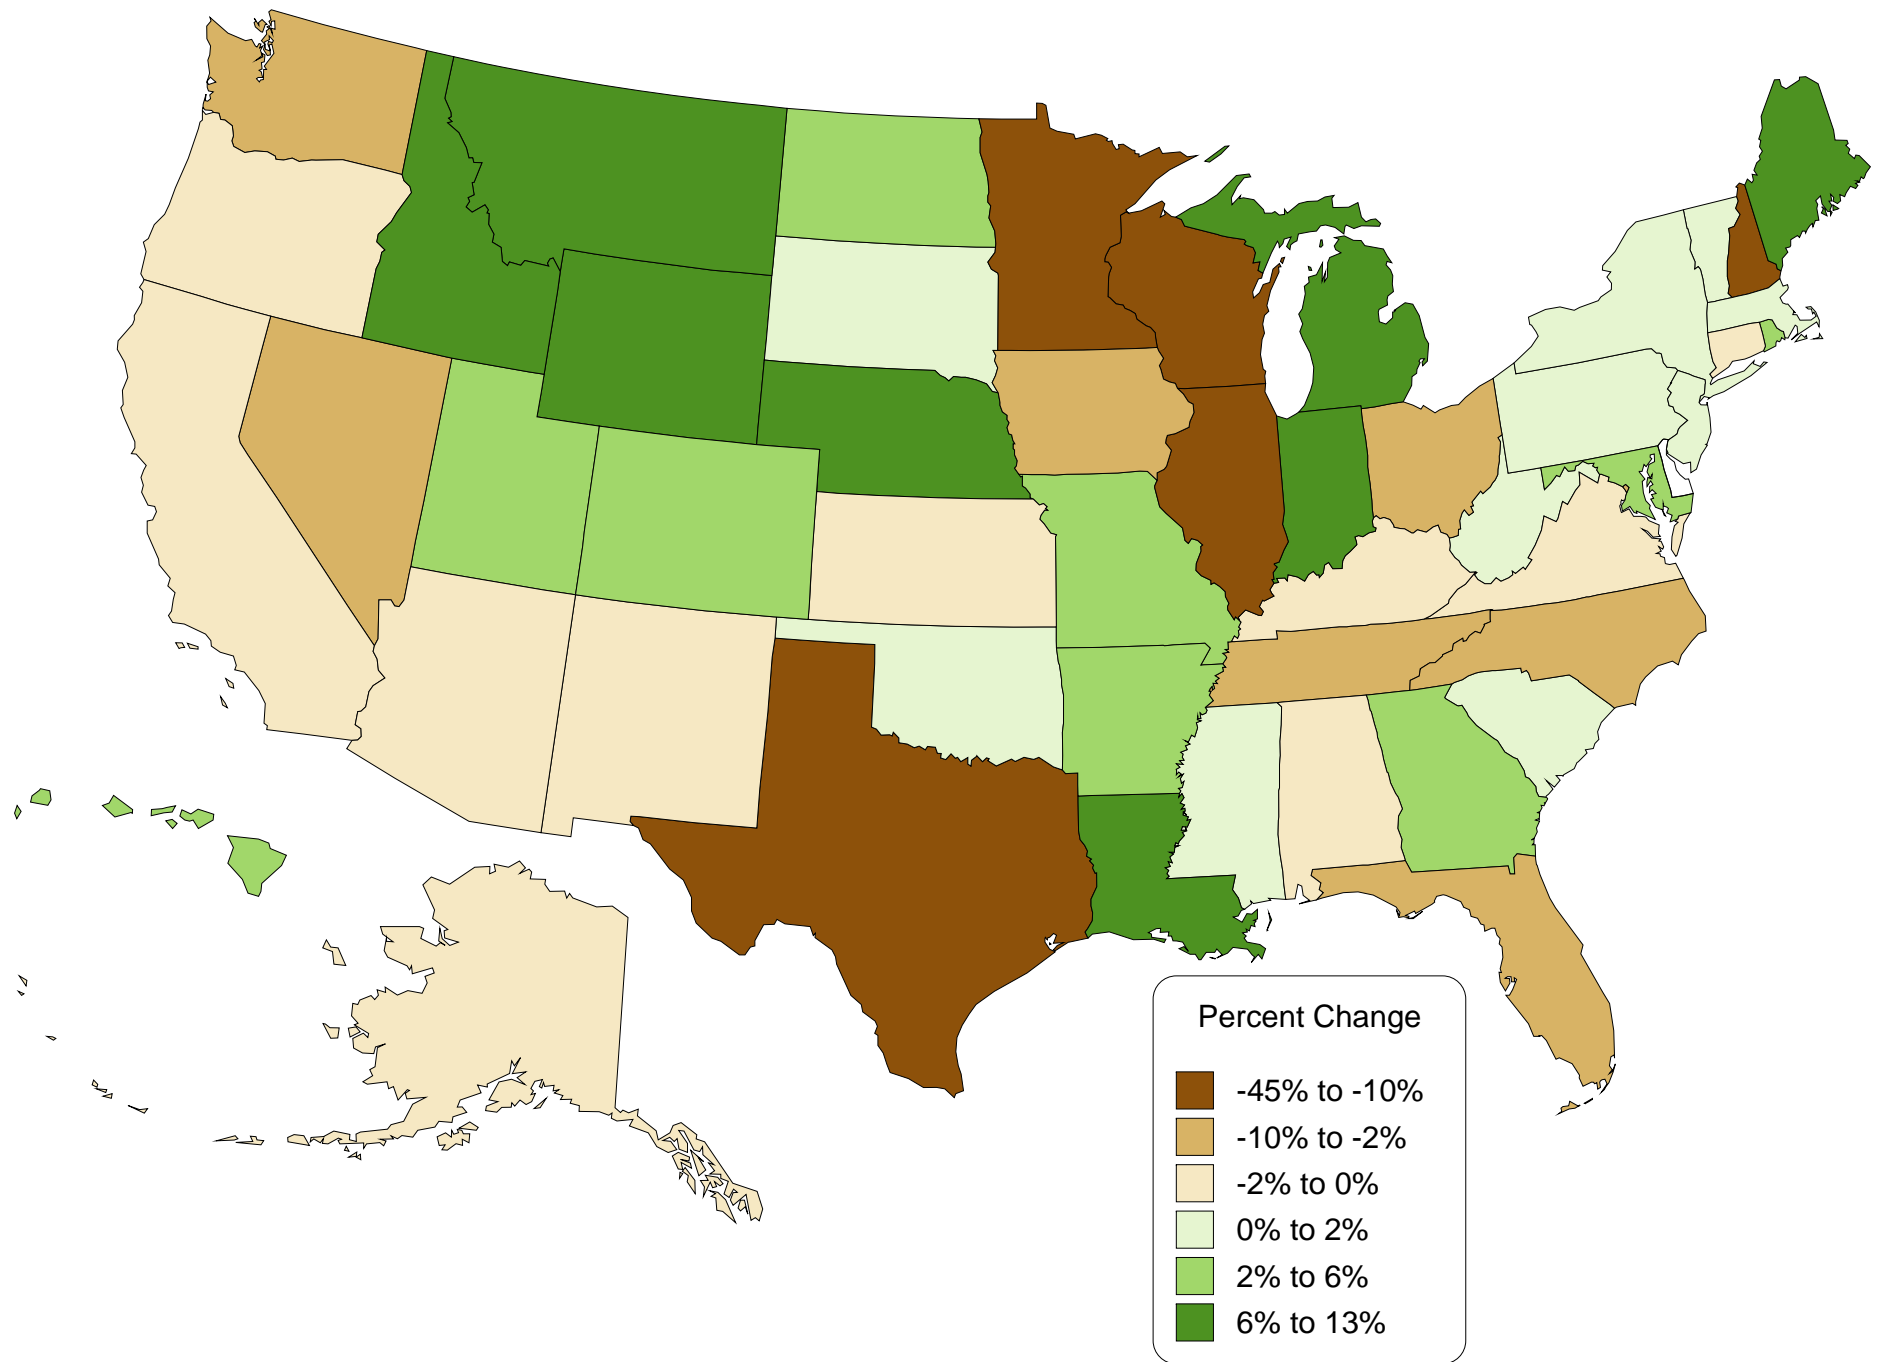 Percent Change
-45% to -10%
-10% to -2%
-2% to 0%
0% to 2%
2% to 6%
6% to 13%